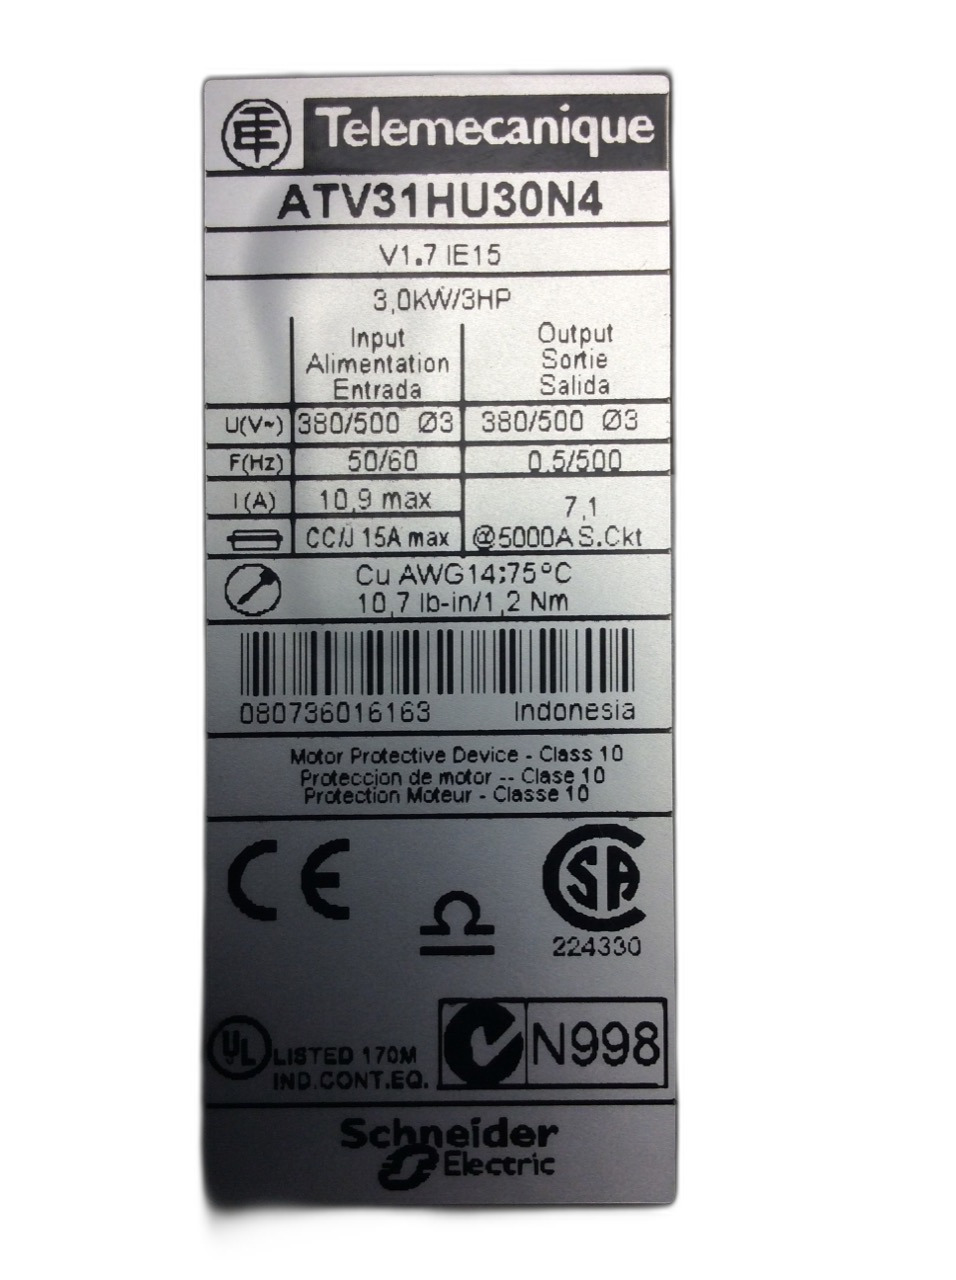 TE Telemecanique
ATV31HU30N4
V1.7 IE15
3,0kW/3HP
Input Output
Alimentation Sortie
Entrada Salida
U(V~) 380/500 Ø3 380/500 Ø3
F(Hz) 50/60 0,5/500
I(A) 10,9 max 7,1
CC/J 15A max @5000A S.Ckt
Cu AWG14:75°C
10,7 lb-in/1,2 Nm
080736016163 Indonesia
Motor Protective Device - Class 10
Proteccion de motor -- Clase 10
Protection Moteur - Classe 10
CE
SA
224330
UL LISTED 170M
IND.CONT.EQ.
N998
Schneider
Electric